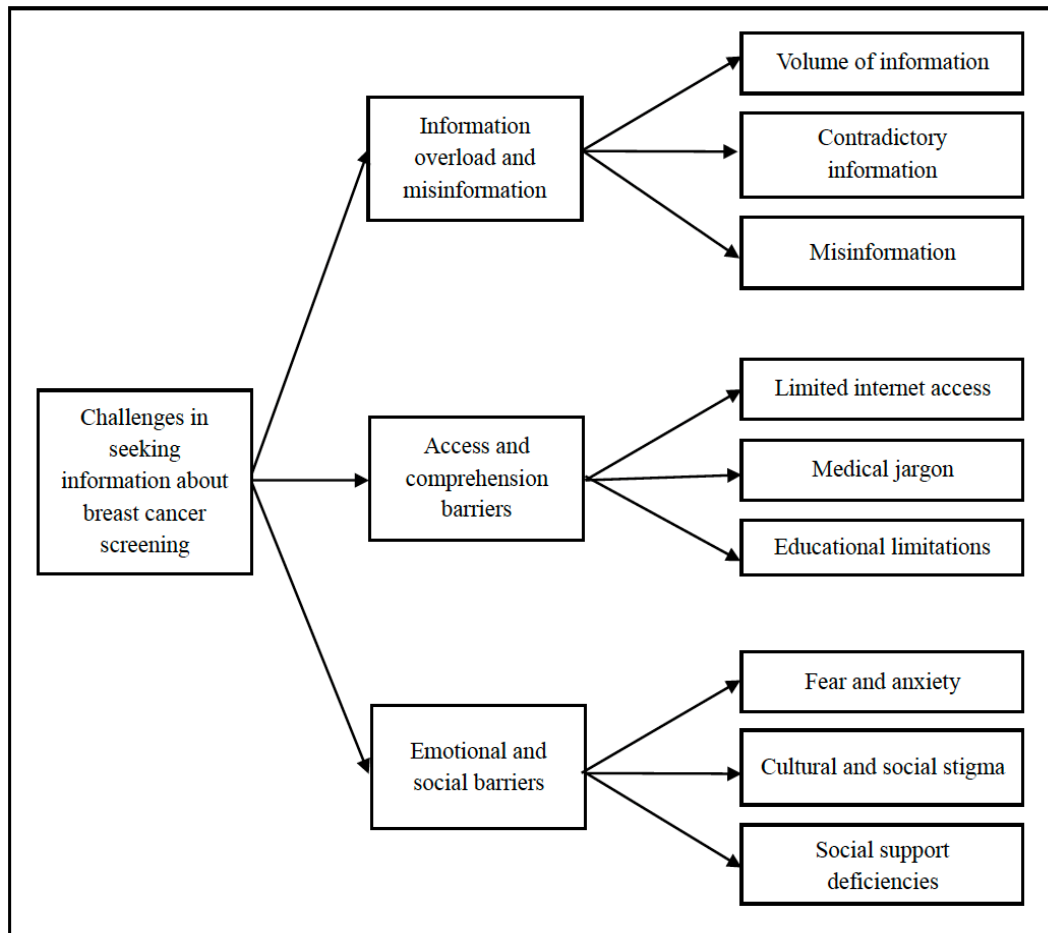 Challenges in
seeking
information about
breast cancer
screening
Information
overload and
misinformation
Volume of information
Contradictory
information
Misinformation
Access and
comprehension
barriers
Limited internet access
Medical jargon
Educational limitations
Emotional and
social barriers
Fear and anxiety
Cultural and social stigma
Social support
deficiencies